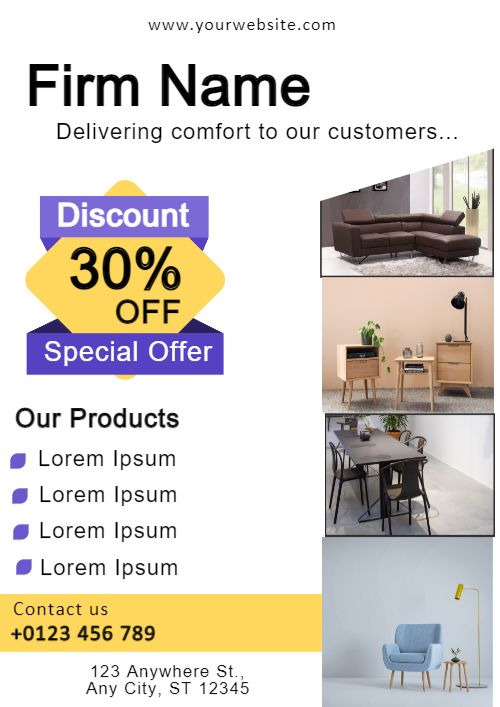 www.yourwebsite.com
Firm Name
Delivering comfort to our customers...
Discount
30%
OFF
Special Offer
Our Products
Lorem Ipsum
Lorem Ipsum
Lorem Ipsum
Lorem Ipsum
Contact us
+0123 456 789
123 Anywhere St.,
Any City, ST 12345